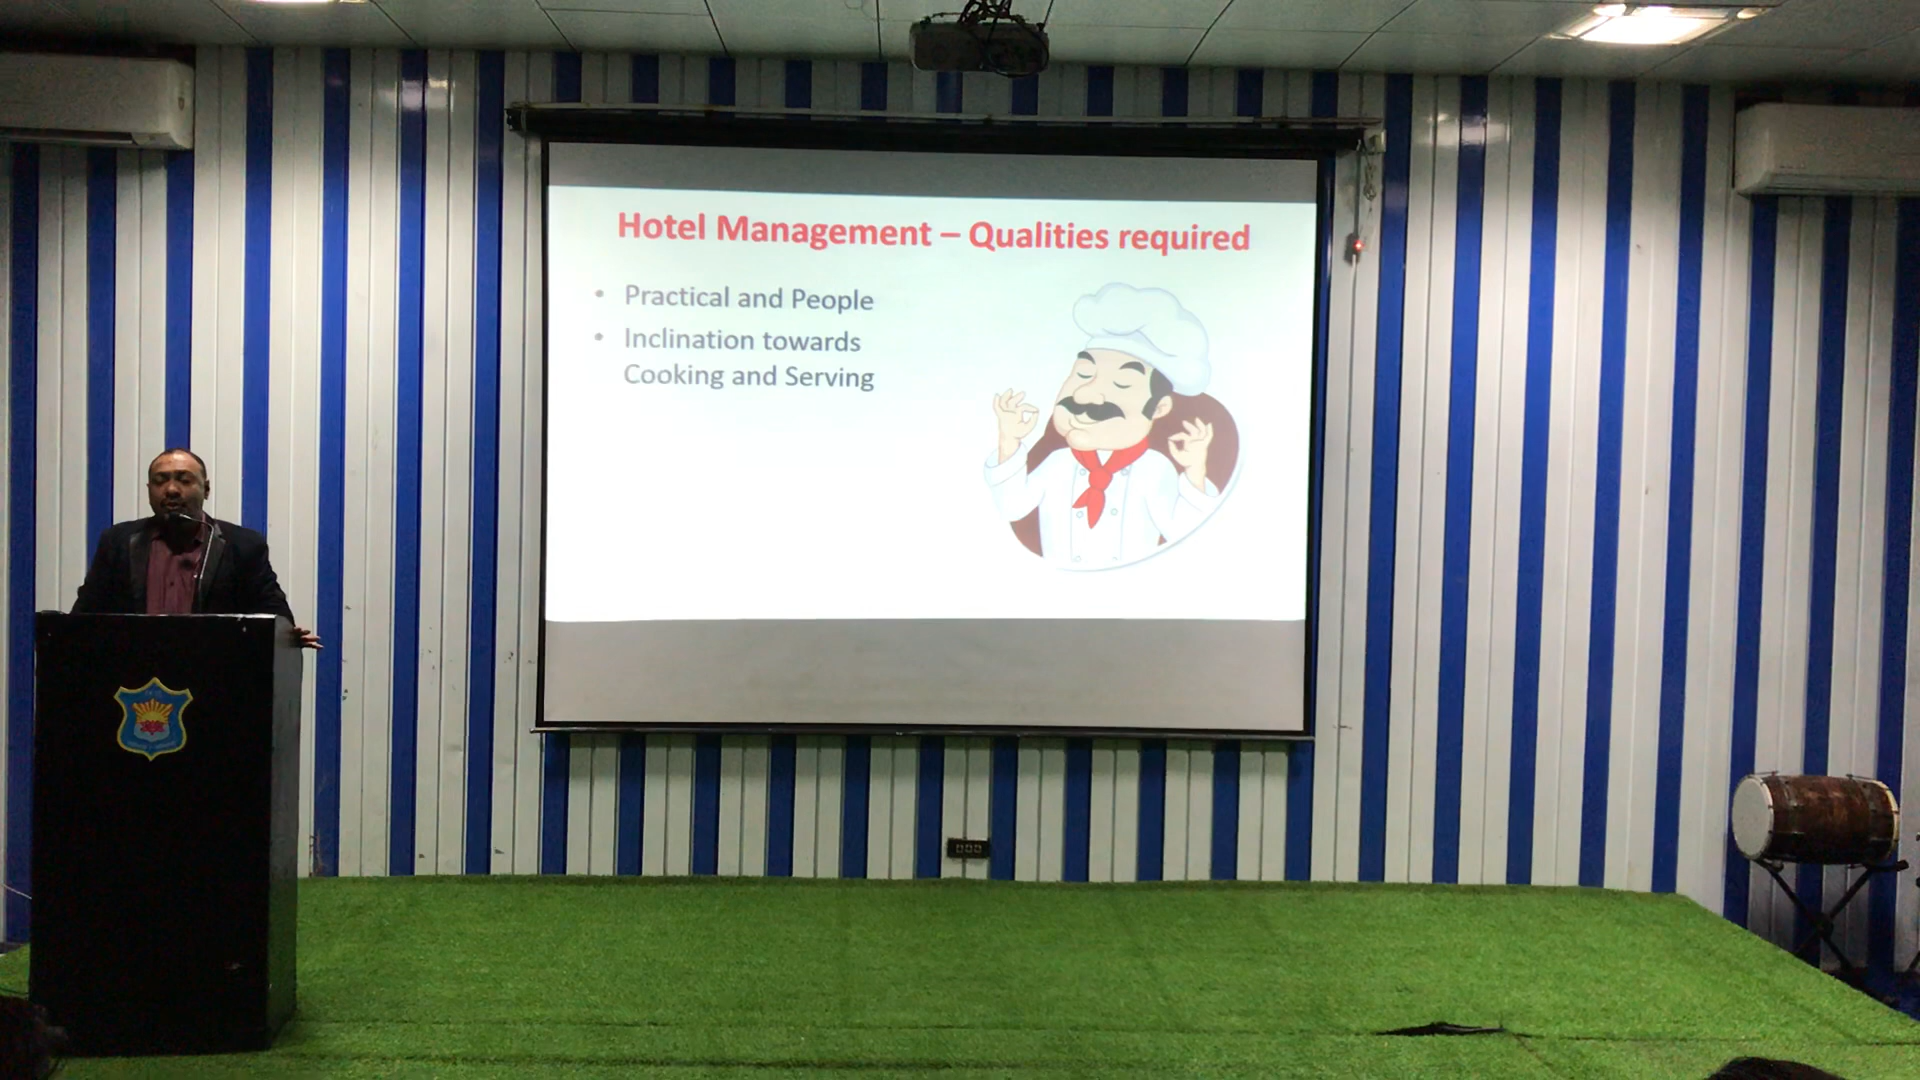 Hotel Management – Qualities required
• Practical and People
• Inclination towards
Cooking and Serving